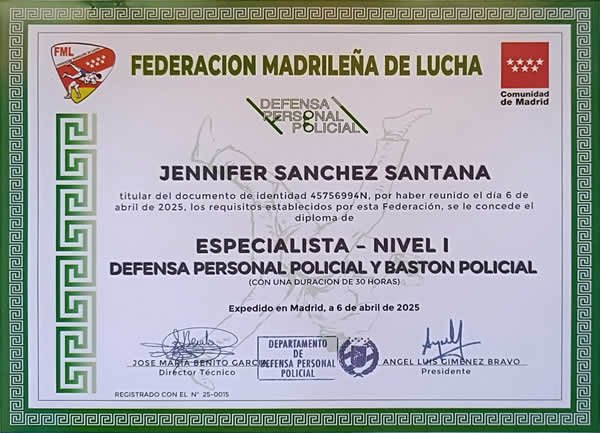 FML
FEDERACION MADRILEÑA DE LUCHA
Comunidad
de Madrid
DEFENSA
PERSONAL
POLICIAL
JENNIFER SANCHEZ SANTANA
titular del documento de identidad 45756994N, por haber reunido el día 6 de
abril de 2025, los requisitos establecidos por esta Federación, se le concede el
diploma de
ESPECIALISTA – NIVEL I
DEFENSA PERSONAL POLICIAL Y BASTON POLICIAL
(CON UNA DURACION DE 30 HORAS)
Expedido en Madrid, a 6 de abril de 2025
JOSE MARIA BENITO GARCIA
Director Técnico
DEPARTAMENTO
DE
DEFENSA PERSONAL
POLICIAL
ANGEL LUIS GIMENEZ BRAVO
Presidente
REGISTRADO CON EL Nº 25-0015